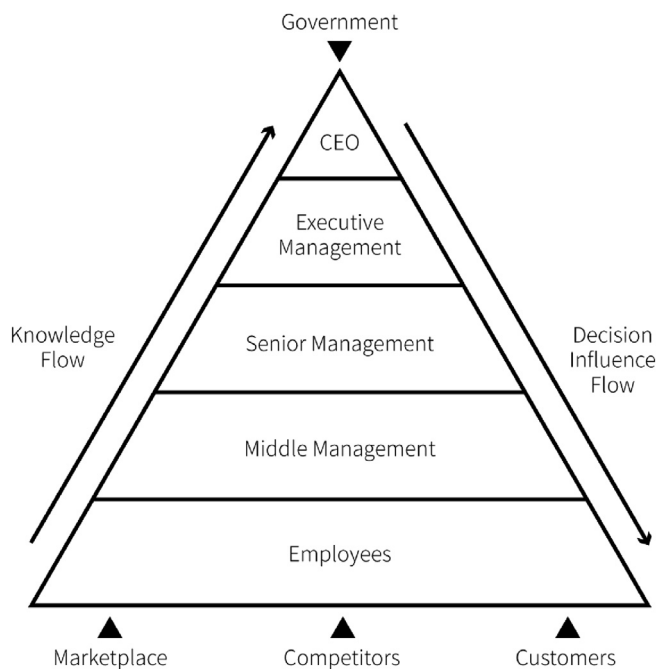 Government
CEO
Executive
Management
Knowledge
Flow
Senior Management
Decision
Influence
Flow
Middle Management
Employees
Marketplace
Competitors
Customers